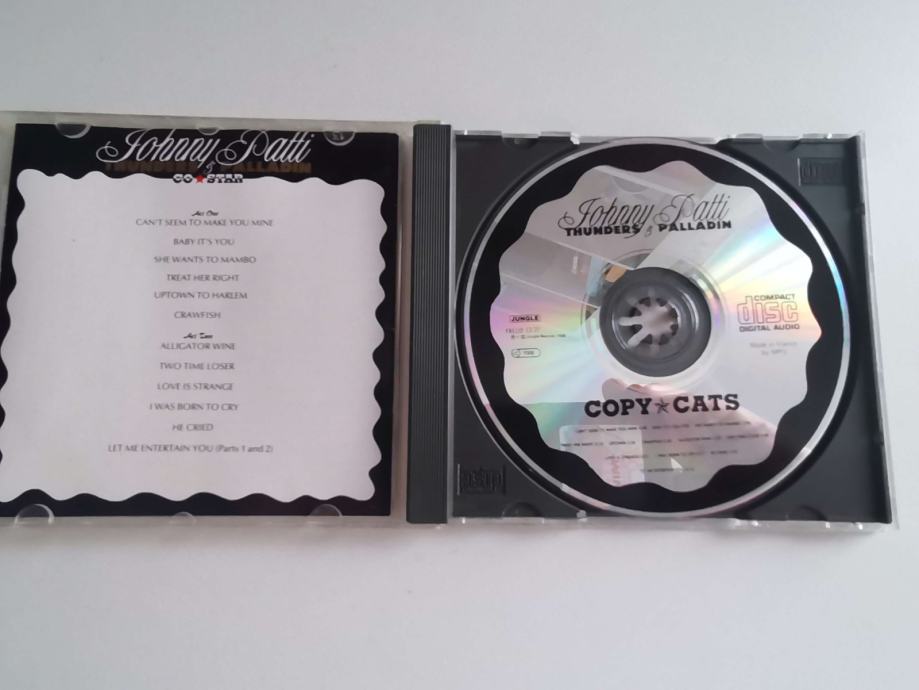 Johnny Patti
THUNDERS & PALLADIN
CO★STAR
Act One
CAN'T SEEM TO MAKE YOU MINE
BABY IT'S YOU
SHE WANTS TO MAMBO
TREAT HER RIGHT
UPTOWN TO HARLEM
CRAWFISH
Act Two
ALLIGATOR WINE
TWO TIME LOSER
LOVE IS STRANGE
I WAS BORN TO CRY
HE CRIED
LET ME ENTERTAIN YOU (Parts 1 and 2)
Johnny Patti
THUNDERS & PALLADIN
JUNGLE
COMPACT
disc
DIGITAL AUDIO
Made in France
by MPO
COPY★CATS